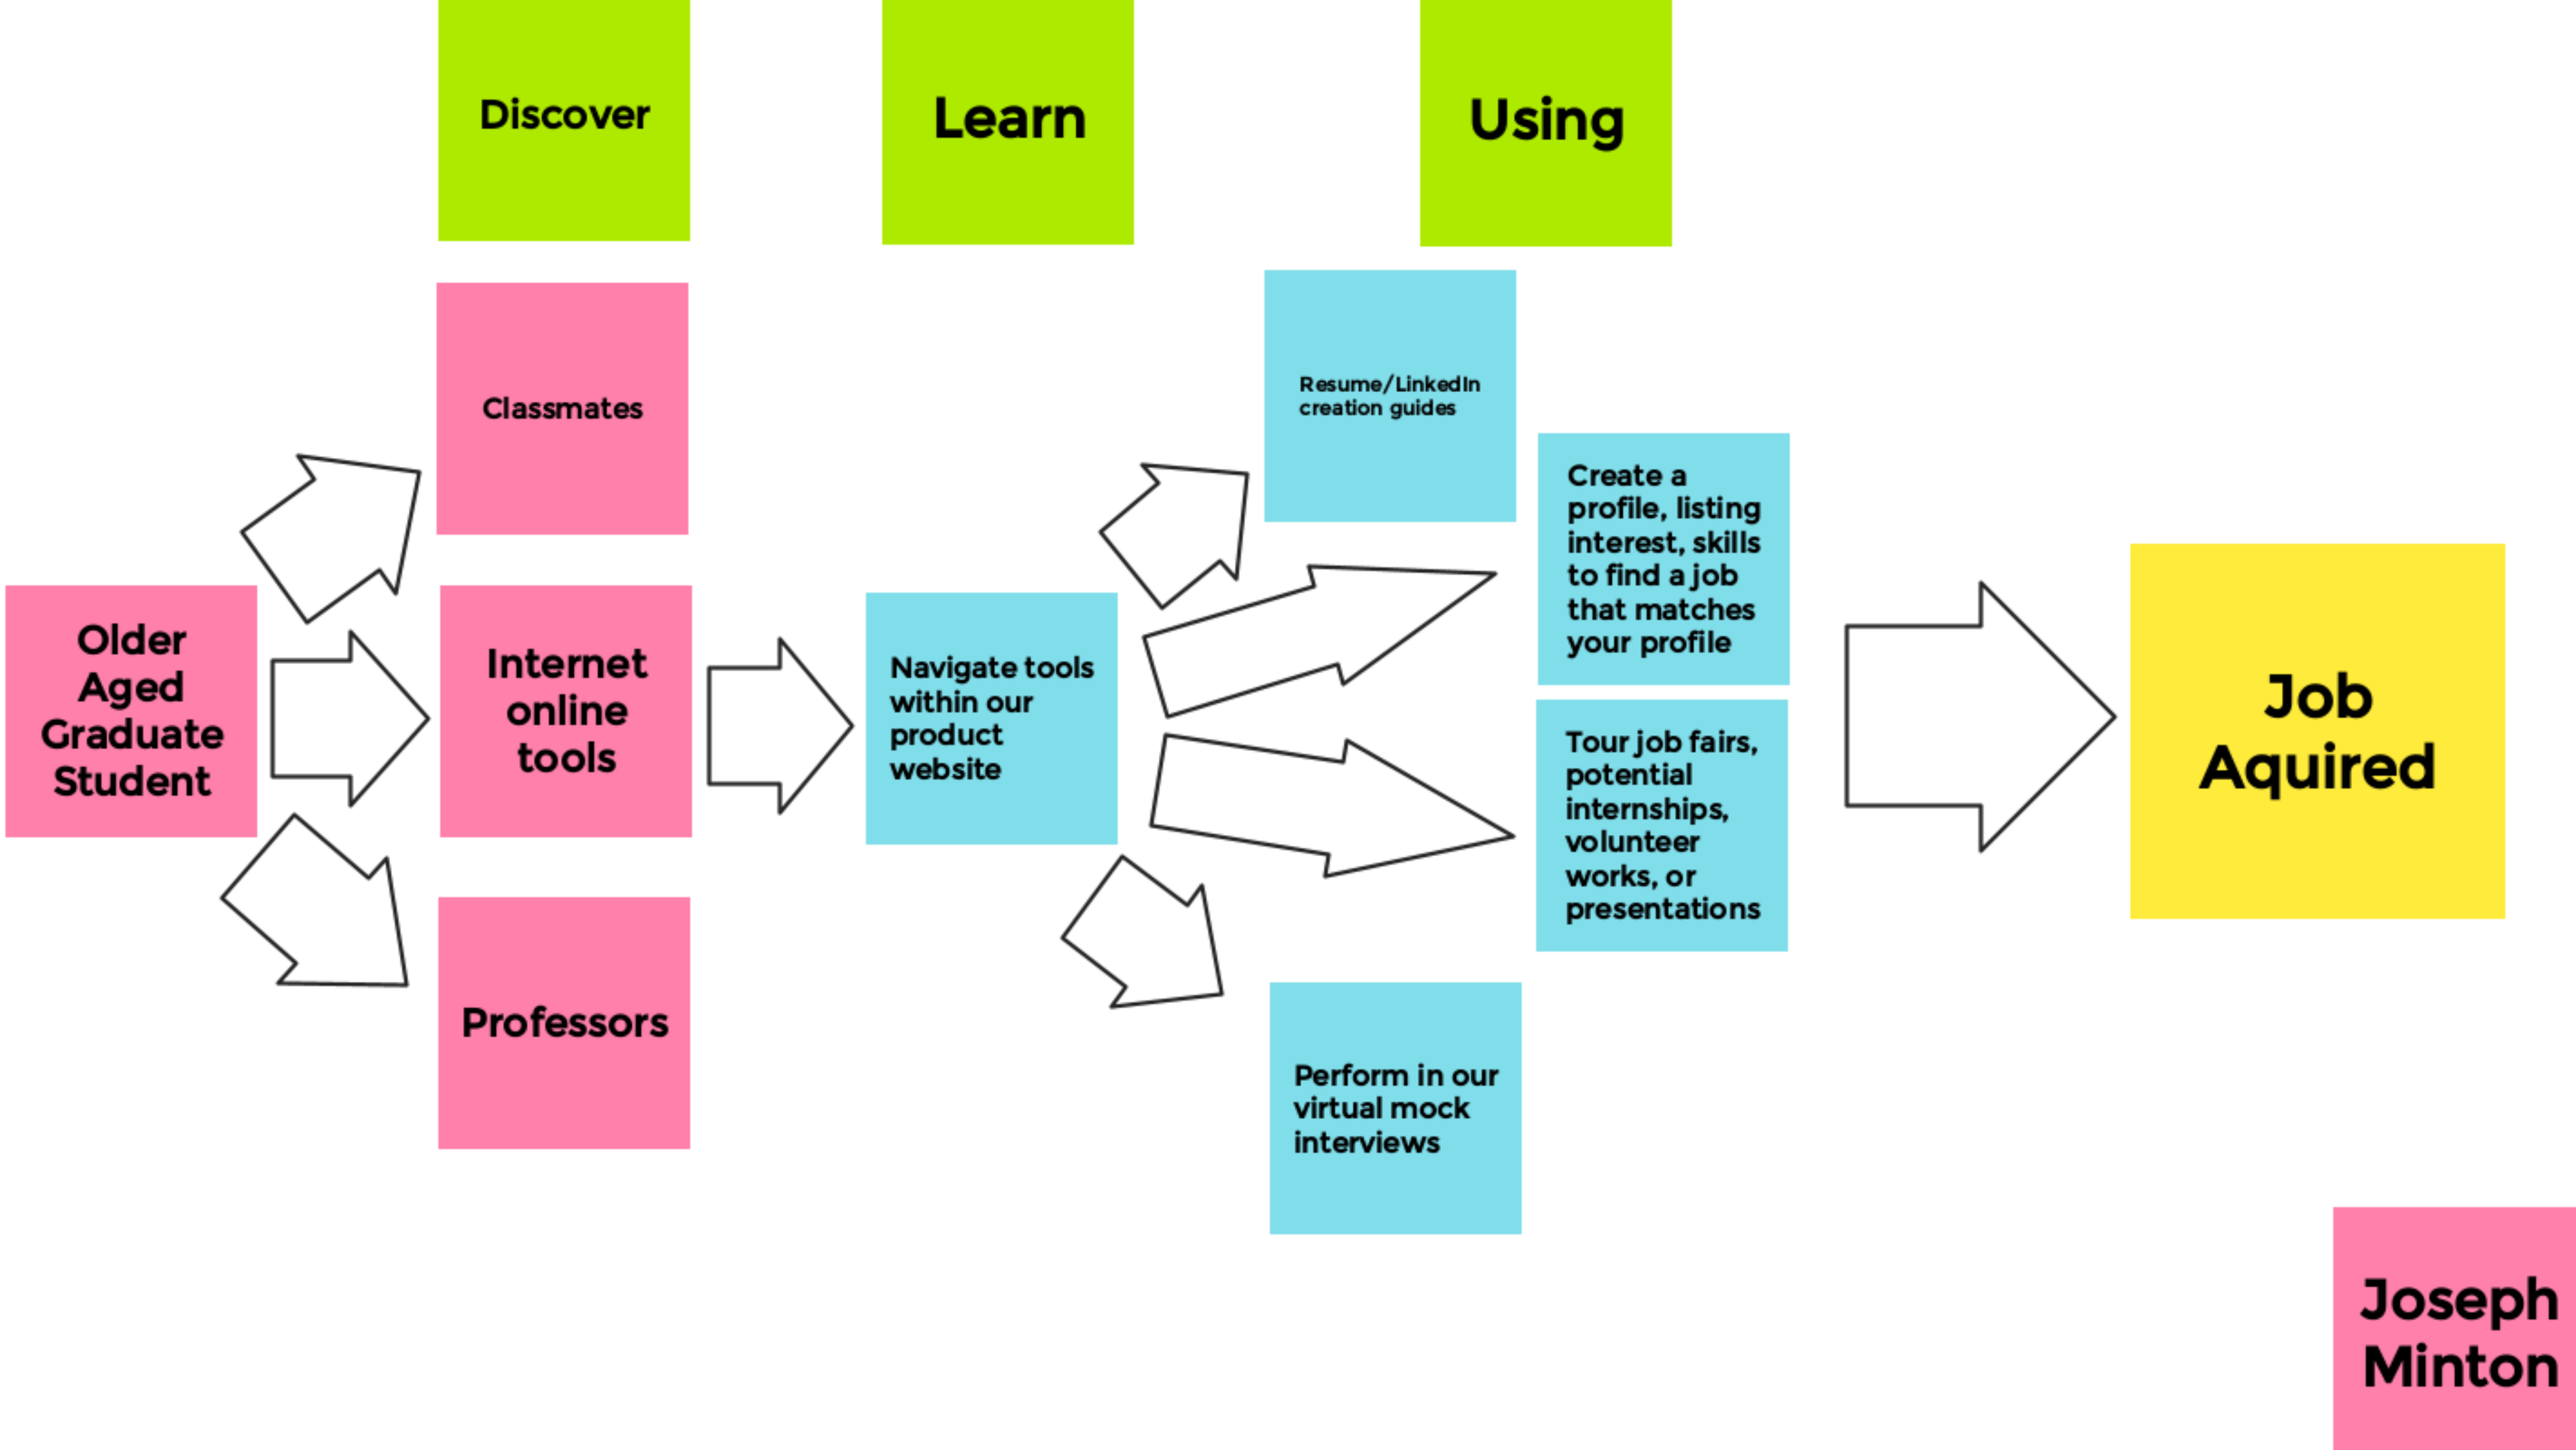 Discover
Learn
Using
Classmates
Resume/LinkedIn
creation guides
Create a
profile, listing
interest, skills
to find a job
that matches
your profile
Older
Aged
Graduate
Student
Internet
online
tools
Navigate tools
within our
product
website
Tour job fairs,
potential
internships,
volunteer
works, or
presentations
Job
Aquired
Professors
Perform in our
virtual mock
interviews
Joseph
Minton